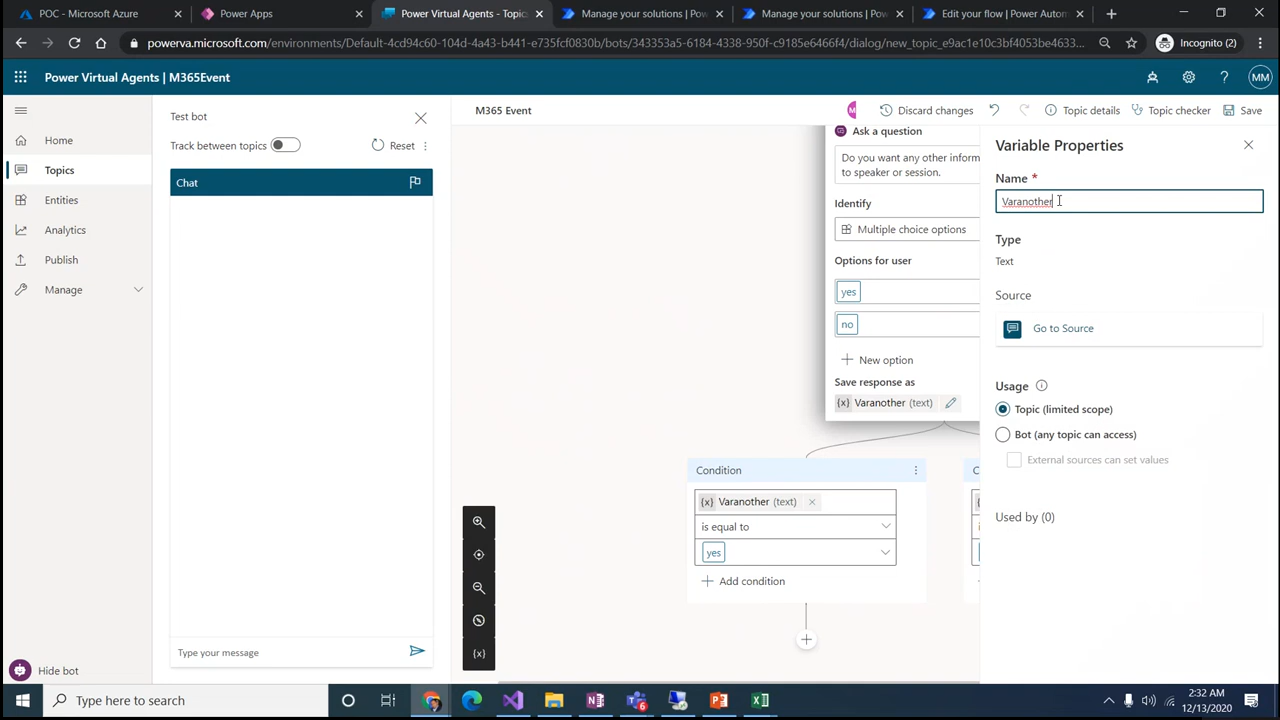 POC - Microsoft Azure
Power Apps
Power Virtual Agents - Topics
Manage your solutions | Pow
Manage your solutions | Pow
Edit your flow | Power Autom
powerva.microsoft.com/environments/Default-4cd94c60-104d-4a43-b441-e735fcf0830b/bots/343353a5-6184-4338-950f-c9185e6466f4/dialog/new_topic_e9ac1e10c3bf4053be4633...
Incognito (2)
Power Virtual Agents | M365Event
MM
Home
Topics
Entities
Analytics
Publish
Manage
Hide bot
Test bot
Track between topics
Reset
Chat
Type your message
M365 Event
M
Discard changes
Topic details
Topic checker
Save
Ask a question
Do you want any other inform
to speaker or session.
Identify
Multiple choice options
Options for user
yes
no
New option
Save response as
{x} Varanother (text)
Condition
{x} Varanother (text)
is equal to
yes
Add condition
C
{x}
Variable Properties
Name *
Varanother
Type
Text
Source
Go to Source
Usage
Topic (limited scope)
Bot (any topic can access)
External sources can set values
Used by (0)
Type here to search
2:32 AM
12/13/2020